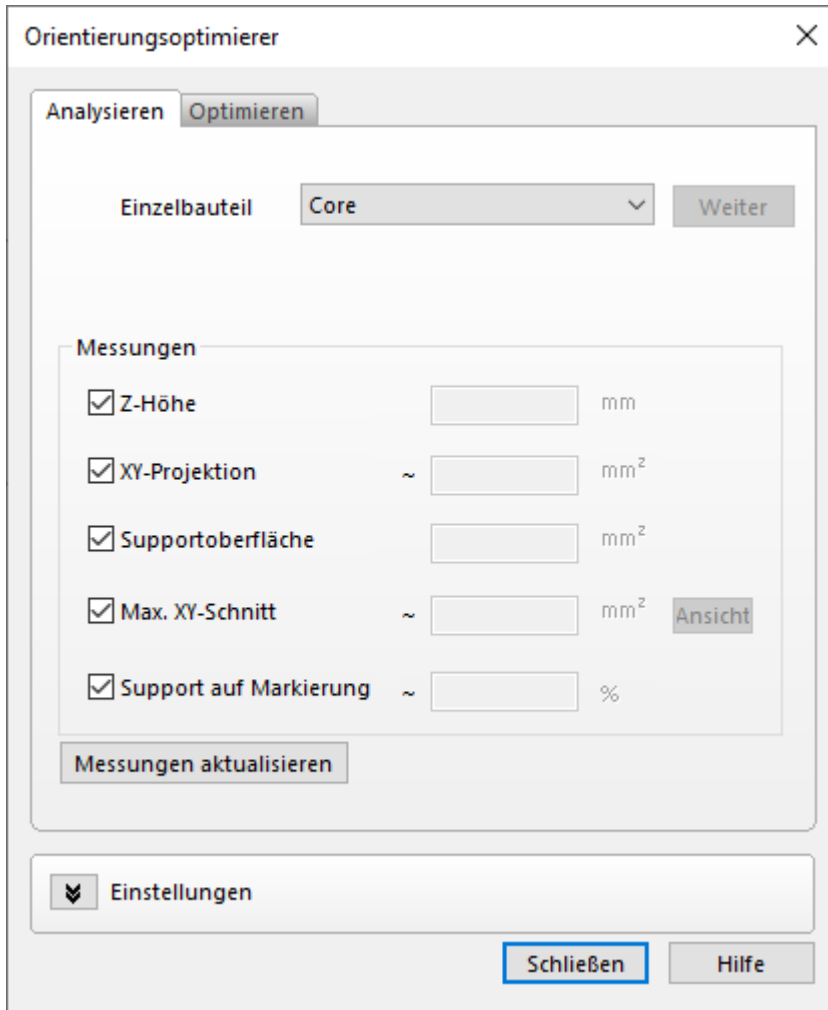 Orientierungsoptimierer
Analysieren Optimieren
Einzelbauteil Core Weiter
Messungen
Z-Höhe mm
XY-Projektion ~ mm²
Supportoberfläche mm²
Max. XY-Schnitt ~ mm² Ansicht
Support auf Markierung ~ %
Messungen aktualisieren
Einstellungen
Schließen Hilfe